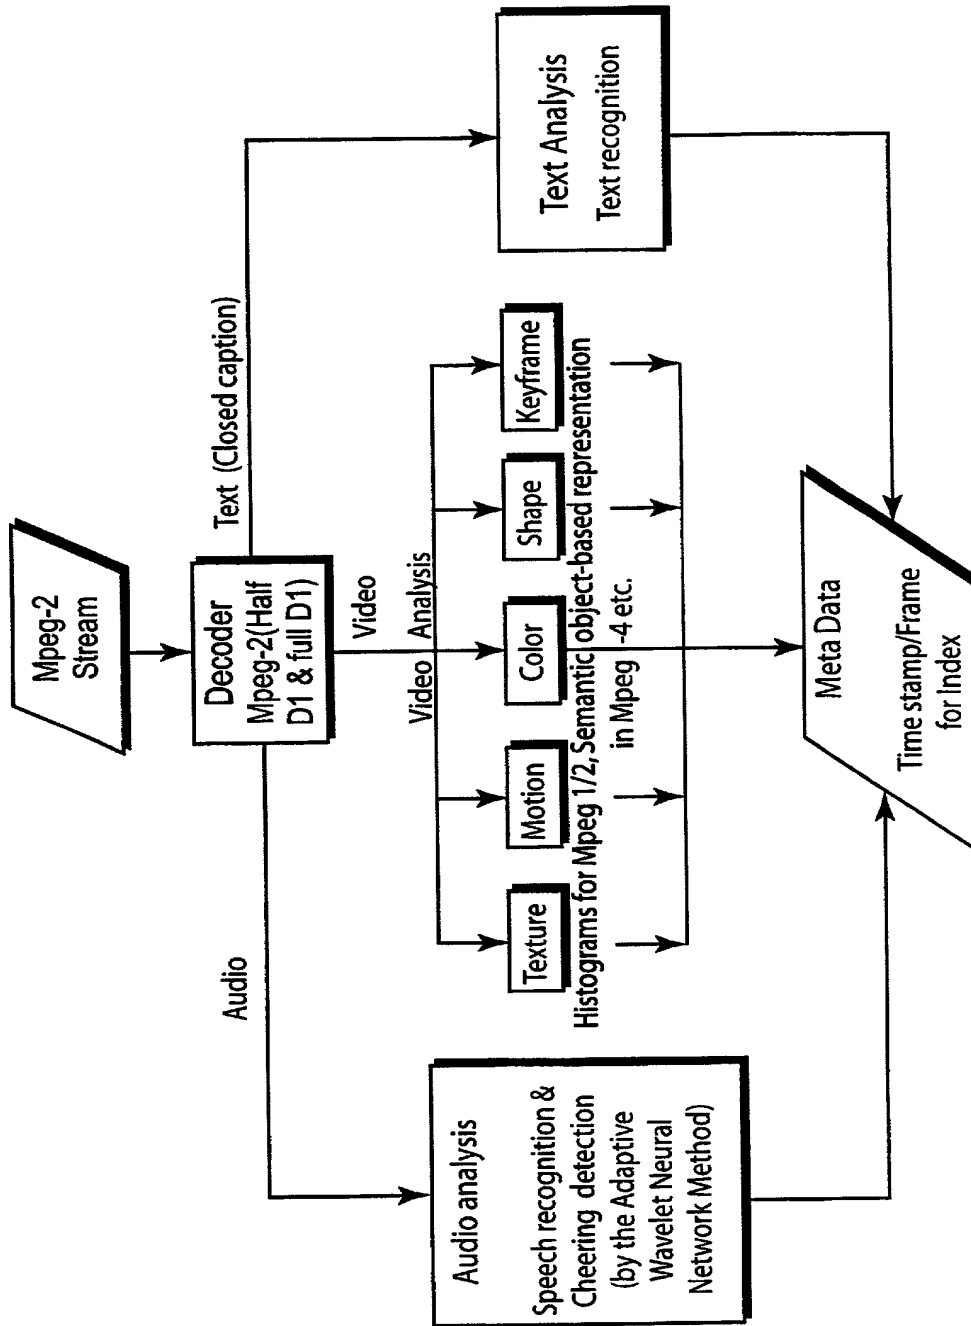 Mpeg-2
Stream
Decoder
Mpeg-2(Half
D1 & full D1)
Audio
Video
Text (Closed caption)
Video Analysis
Texture
Motion
Color
Shape
Keyframe
Histograms for Mpeg 1/2, Semantic object-based representation
in Mpeg -4 etc.
Audio analysis
Speech recognition &
Cheering detection
(by the Adaptive
Wavelet Neural
Network Method)
Text Analysis
Text recognition
Meta Data
Time stamp/Frame
for Index